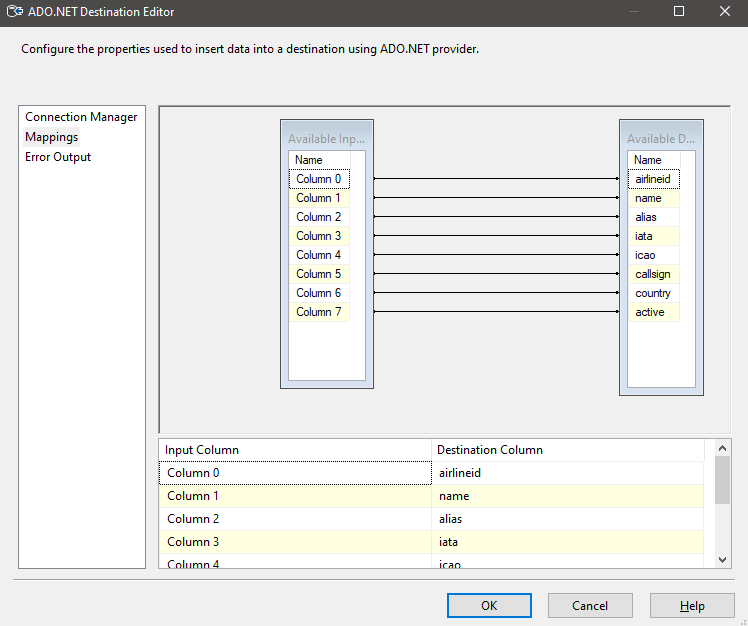 ADO.NET Destination Editor
Configure the properties used to insert data into a destination using ADO.NET provider.
Connection Manager
Mappings
Error Output
Available Inp...
Name
Column 0
Column 1
Column 2
Column 3
Column 4
Column 5
Column 6
Column 7
Available D...
Name
airlineid
name
alias
iata
icao
callsign
country
active
Input Column Destination Column
Column 0 airlineid
Column 1 name
Column 2 alias
Column 3 iata
Column 4 icao
OK Cancel Help